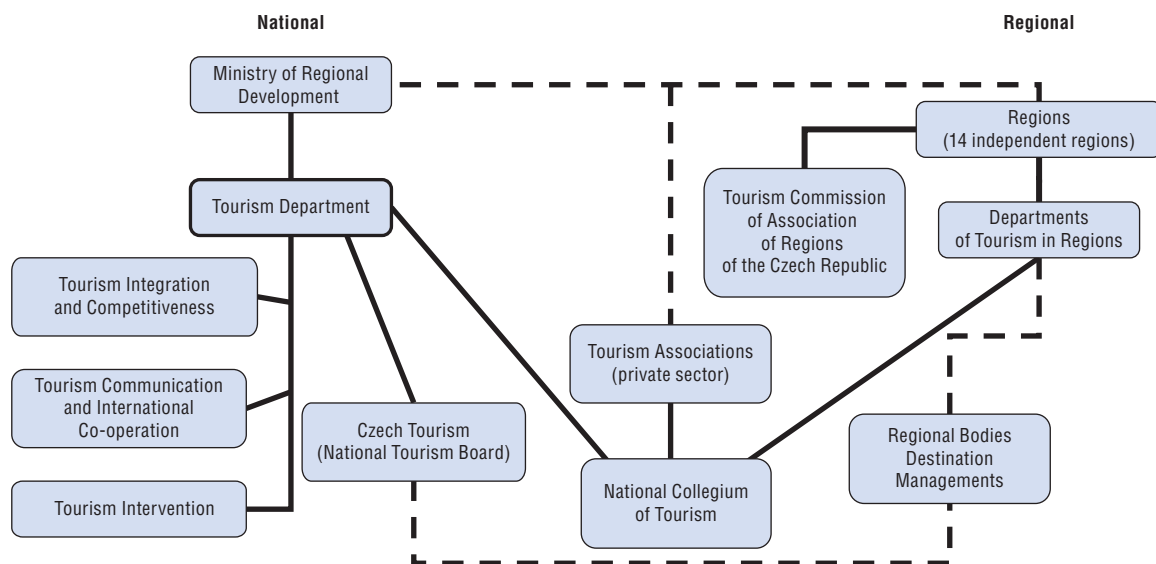 National
Regional
Ministry of Regional
Development
Regions
(14 independent regions)
Tourism Department
Tourism Commission
of Association
of Regions
of the Czech Republic
Departments
of Tourism in Regions
Tourism Integration
and Competitiveness
Tourism Associations
(private sector)
Tourism Communication
and International
Co-operation
Czech Tourism
(National Tourism Board)
Regional Bodies
Destination
Managements
Tourism Intervention
National Collegium
of Tourism